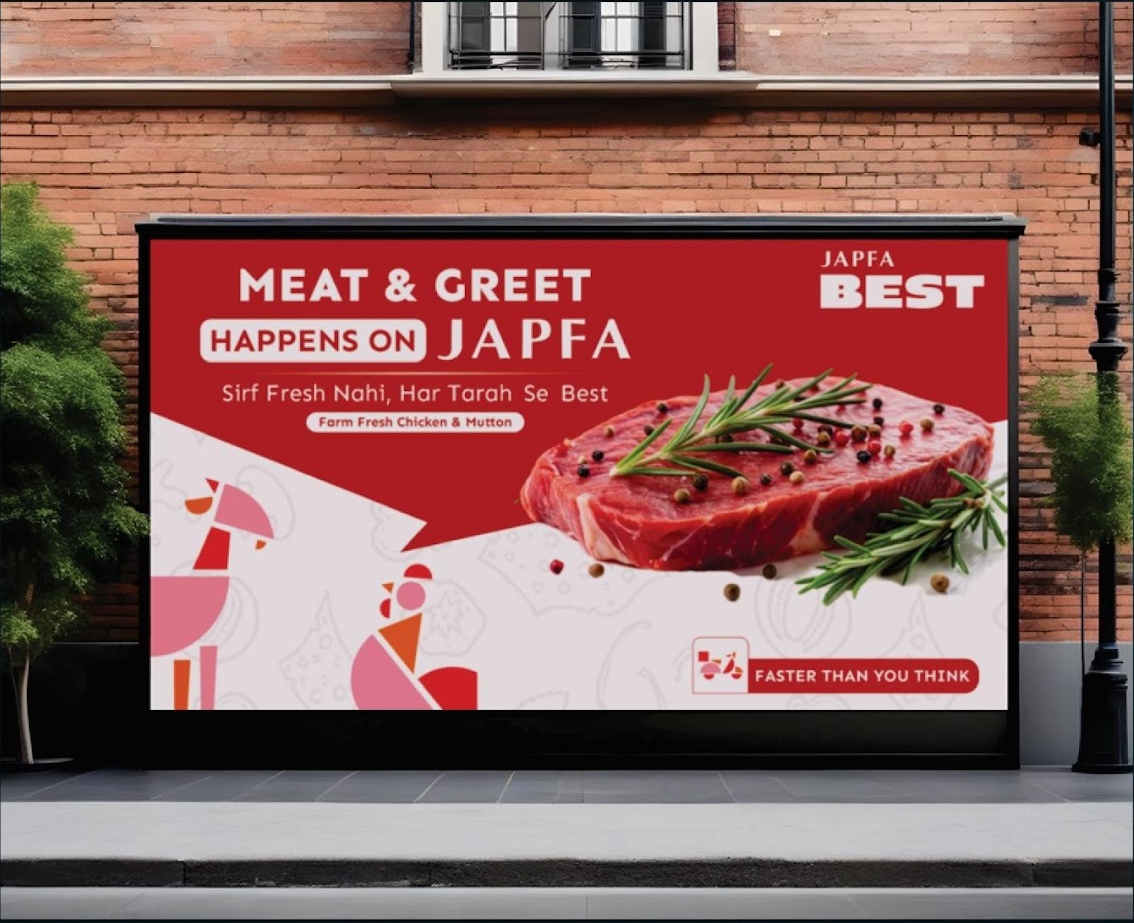 MEAT & GREET
HAPPENS ON JAPFA
Sirf Fresh Nahi, Har Tarah Se Best
Farm Fresh Chicken & Mutton
JAPFA
BEST
FASTER THAN YOU THINK